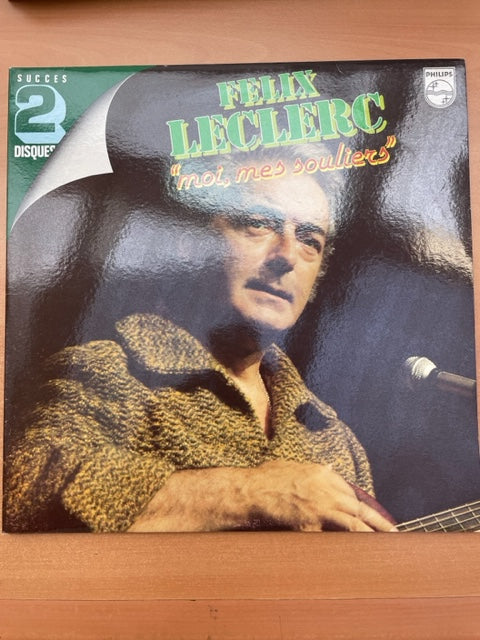 SUCCES
2
DISQUES
FELIX
LECLERC
"moi, mes souliers"
PHILIPS